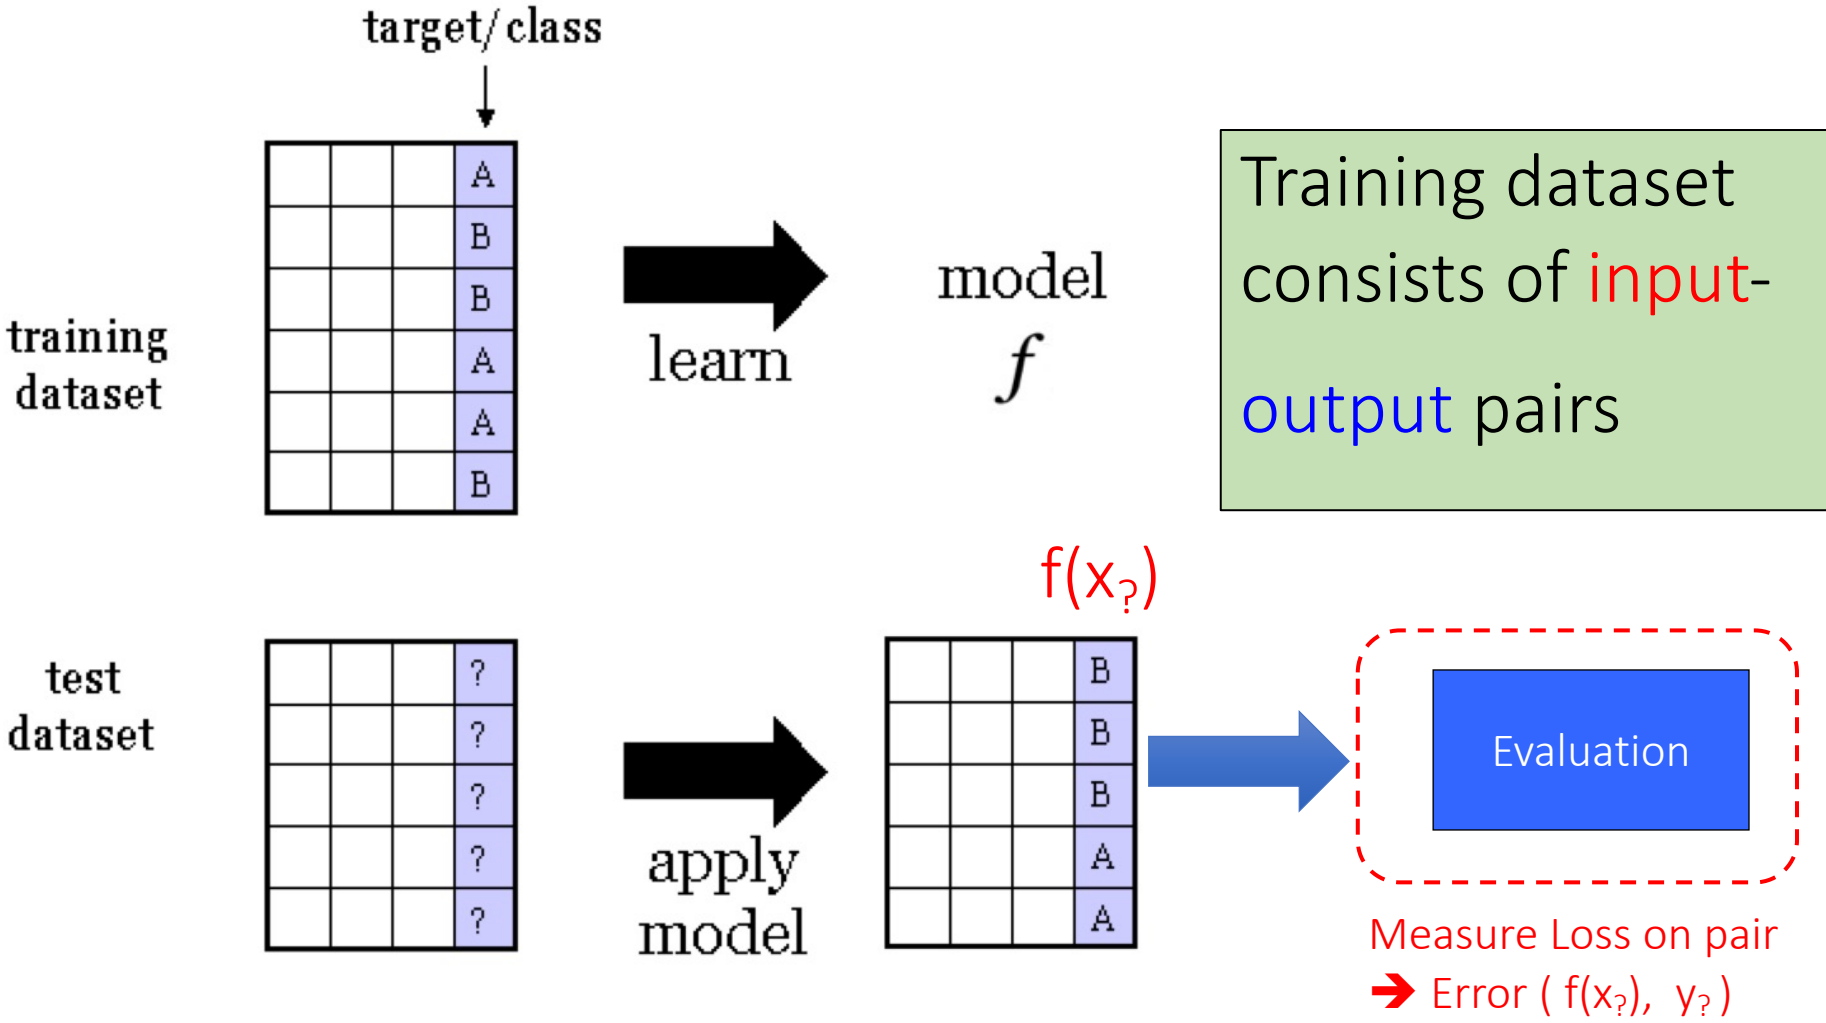 target/class
A
B
B
A
A
B
training
dataset
learn
model
f
Training dataset
consists of input-
output pairs
test
dataset
?
?
?
?
?
apply
model
f(x?)
B
B
B
A
A
Evaluation
Measure Loss on pair
➔ Error ( f(x?), y? )